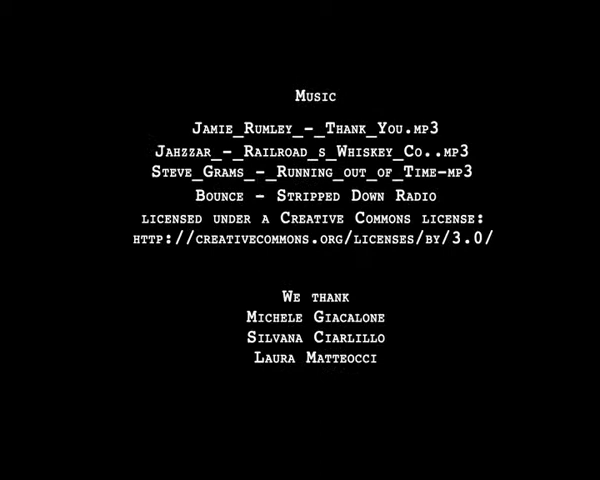 Music
Jamie_Rumley_-_Thank_You.mp3
Jahzzar_-_Railroad_s_Whiskey_Co..mp3
Steve_Grams_-_Running_out_of_Time-mp3
Bounce - Stripped Down Radio
licensed under a Creative Commons license:
http://creativecommons.org/licenses/by/3.0/
We thank
Michele Giacalone
Silvana Ciarlillo
Laura Matteocci